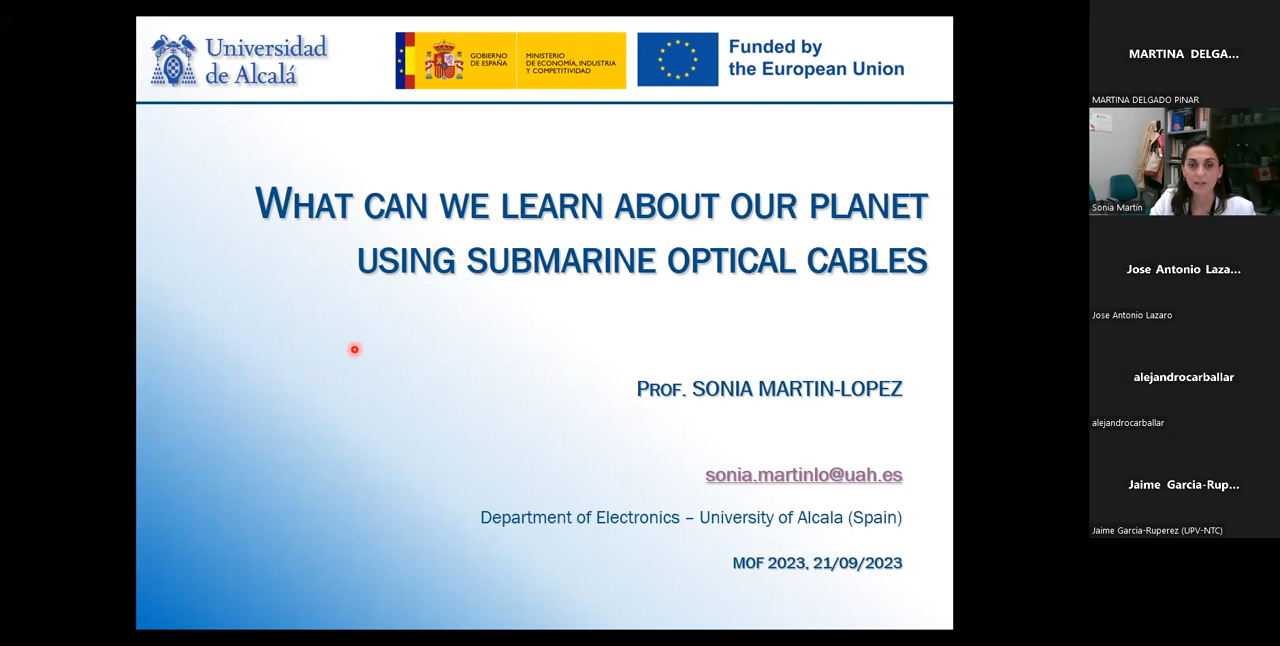 Universidad
de Alcalá
GOBIERNO
DE ESPAÑA
MINISTERIO
DE ECONOMÍA, INDUSTRIA
Y COMPETITIVIDAD
Funded by
the European Union
WHAT CAN WE LEARN ABOUT OUR PLANET
USING SUBMARINE OPTICAL CABLES
PROF. SONIA MARTIN-LOPEZ
sonia.martinlo@uah.es
Department of Electronics – University of Alcala (Spain)
MOF 2023, 21/09/2023
MARTINA DELGA...
MARTINA DELGADO PINAR
Sonia Martín
Jose Antonio Laza...
Jose Antonio Lazaro
alejandrocarballar
alejandrocarballar
Jaime Garcia-Rup...
Jaime Garcia-Ruperez (UPV-NTC)